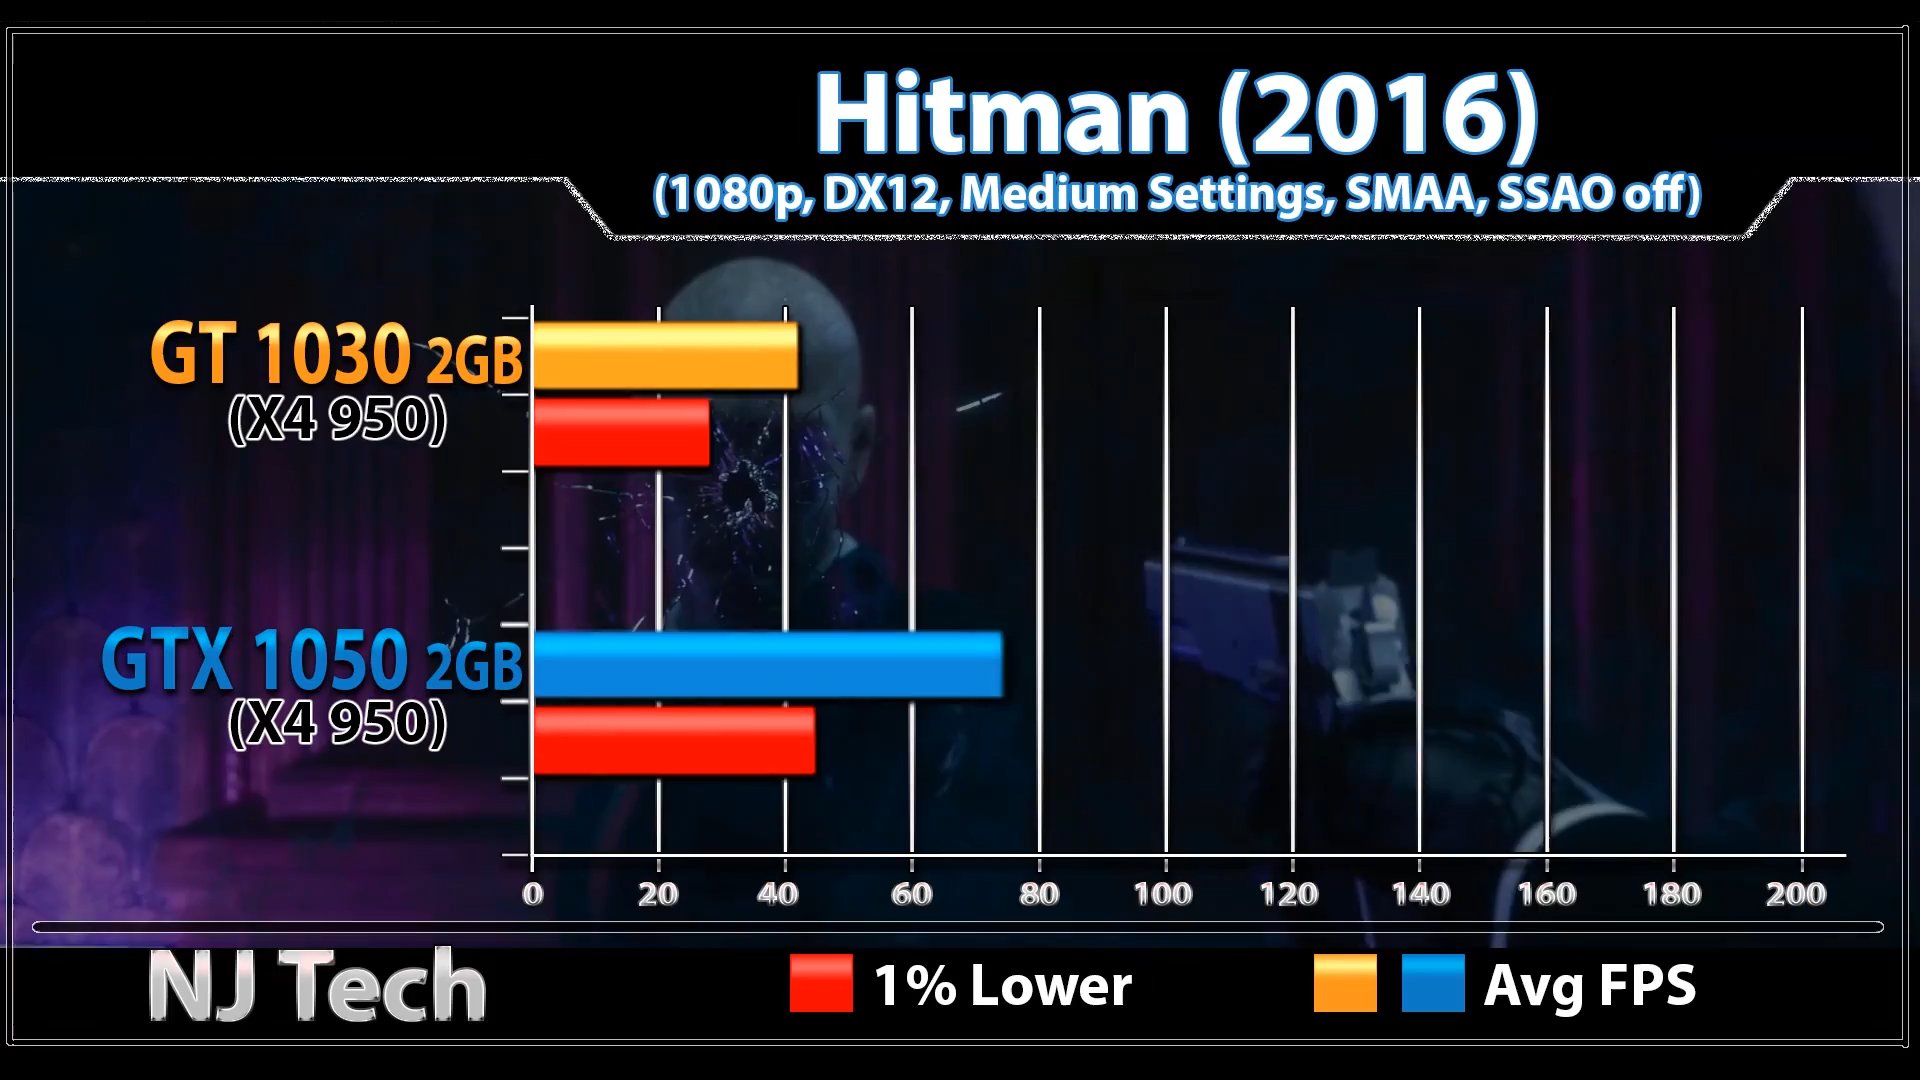 Hitman (2016)
(1080p, DX12, Medium Settings, SMAA, SSAO off)
GT 1030 2GB
(X4 950)
GTX 1050 2GB
(X4 950)
0 20 40 60 80 100 120 140 160 180 200
NJ Tech
1% Lower
Avg FPS